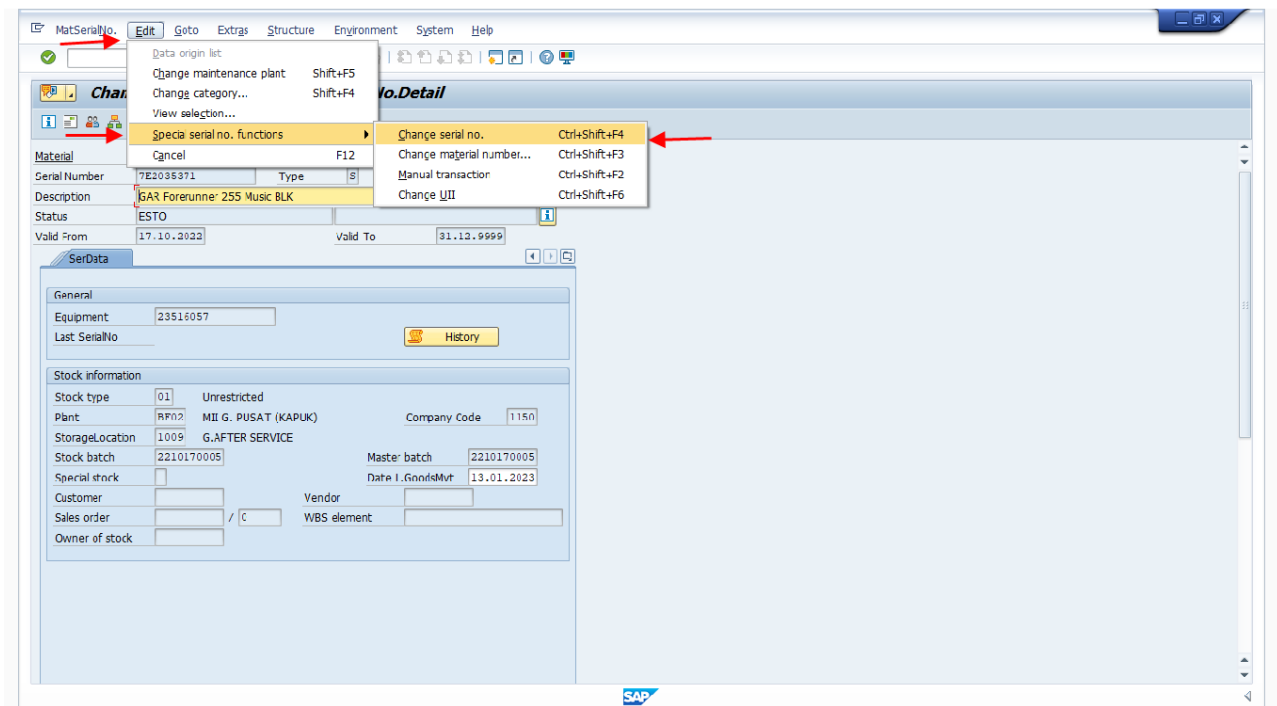 MatSerialNo. Edit Goto Extras Structure Environment System Help
Data origin list
Change maintenance plant Shift+F5
Change category... Shift+F4
View selection...
Special serial no. functions
Cancel F12
Change serial no. Ctrl+Shift+F4
Change material number... Ctrl+Shift+F3
Manual transaction Ctrl+Shift+F2
Change UII Ctrl+Shift+F6
Chan
No.Detail
Material
Serial Number 7E2035371 Type S
Description GAR Forerunner 255 Music BLK
Status ESTO
Valid From 17.10.2022 Valid To 31.12.9999
SerData
General
Equipment 23516057
Last SerialNo
History
Stock information
Stock type 01 Unrestricted
Plant BF02 MII G. PUSAT (KAPUK) Company Code 1150
StorageLocation 1009 G.AFTER SERVICE
Stock batch 2210170005 Master batch 2210170005
Special stock Date L.GoodsMvt 13.01.2023
Customer Vendor
Sales order / WBS element
Owner of stock
SAP